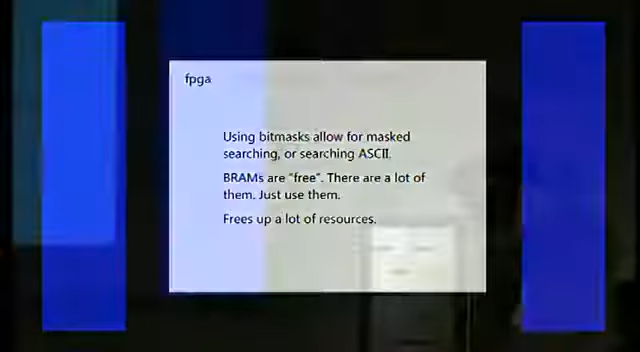 fpga
Using bitmasks allow for masked
searching, or searching ASCII.
BRAMs are "free". There are a lot of
them. Just use them.
Frees up a lot of resources.